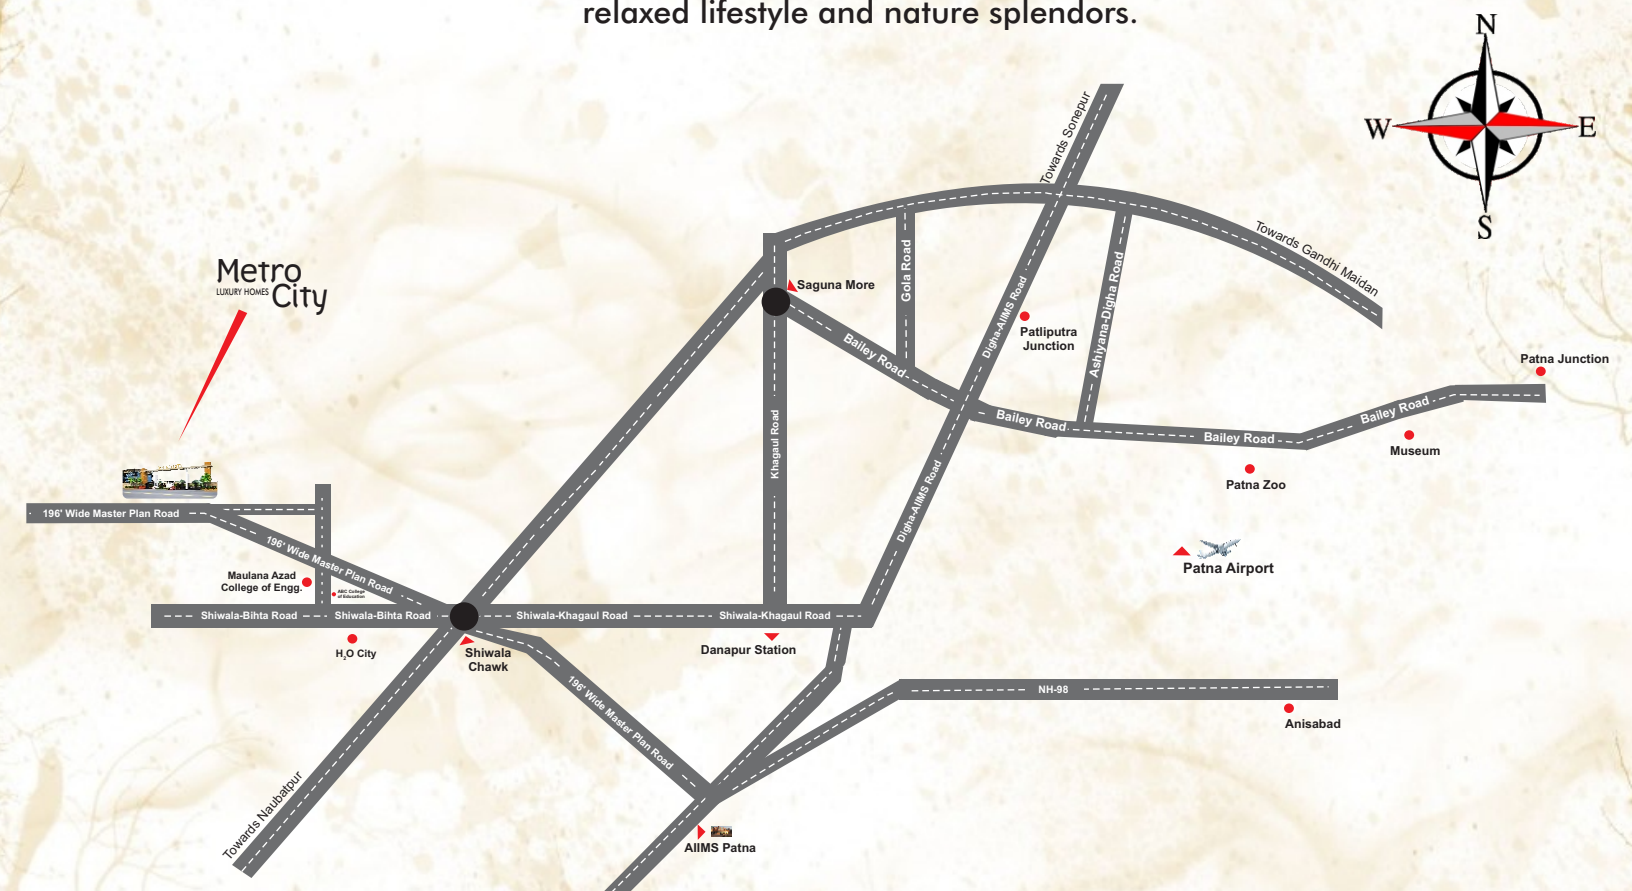 relaxed lifestyle and nature splendors.
N
W
E
S
Towards Sonepur
Towards Gandhi Maidan
Metro
LUXURY HOMES City
Saguna More
Gola Road
Digha-AIIMS Road
Patliputra
Junction
Ashiyana-Digha Road
Bailey Road
Patna Junction
Bailey Road
Bailey Road
Bailey Road
Museum
Khagaul Road
Patna Zoo
Digha-AIIMS Road
196' Wide Master Plan Road
196' Wide Master Plan Road
Patna Airport
Maulana Azad
College of Engg.
ABC College
of Education
Shiwala-Bihta Road
Shiwala-Bihta Road
Shiwala-Khagaul Road
Shiwala-Khagaul Road
H₂O City
Shiwala
Chawk
Danapur Station
196' Wide Master Plan Road
NH-98
Anisabad
Towards Naubatpur
AIIMS Patna